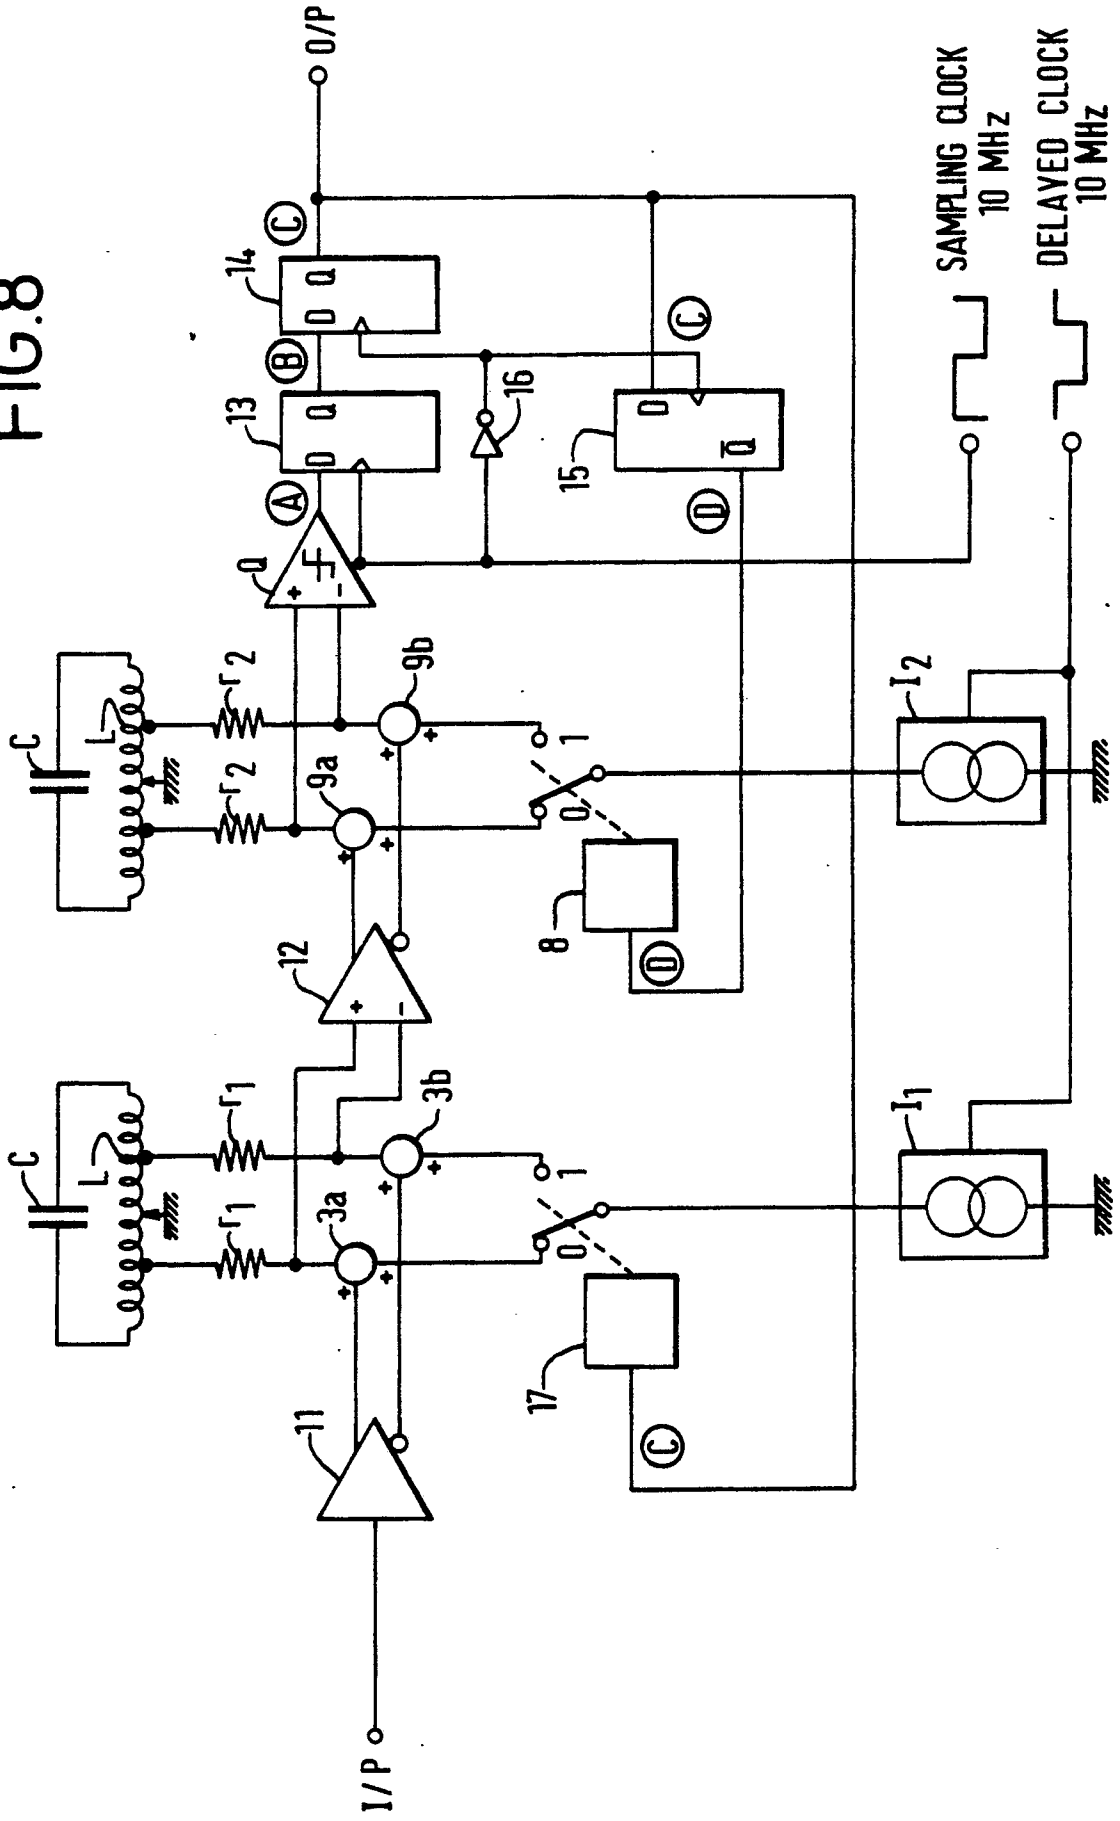 FIG.8
C
C
L
L
r1
r1
r2
r2
I/P
11
3a
3b
+
+
+
+
12
+
−
9a
9b
+
+
+
+
Q
+
−
A
13
D
Q
B
14
D
Q
C
O/P
16
C
15
D
Q̅
D
17
C
0
1
8
D
0
1
I1
I2
SAMPLING CLOCK
10 MHz
DELAYED CLOCK
10 MHz